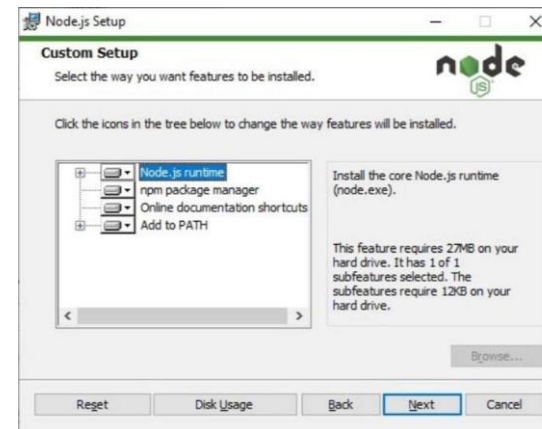 Node.js Setup
Custom Setup
Select the way you want features to be installed.
node
JS
Click the icons in the tree below to change the way features will be installed.
Node.js runtime
npm package manager
Online documentation shortcuts
Add to PATH
Install the core Node.js runtime
(node.exe).
This feature requires 27MB on your
hard drive. It has 1 of 1
subfeatures selected. The
subfeatures require 12KB on your
hard drive.
Browse...
Reset
Disk Usage
Back
Next
Cancel